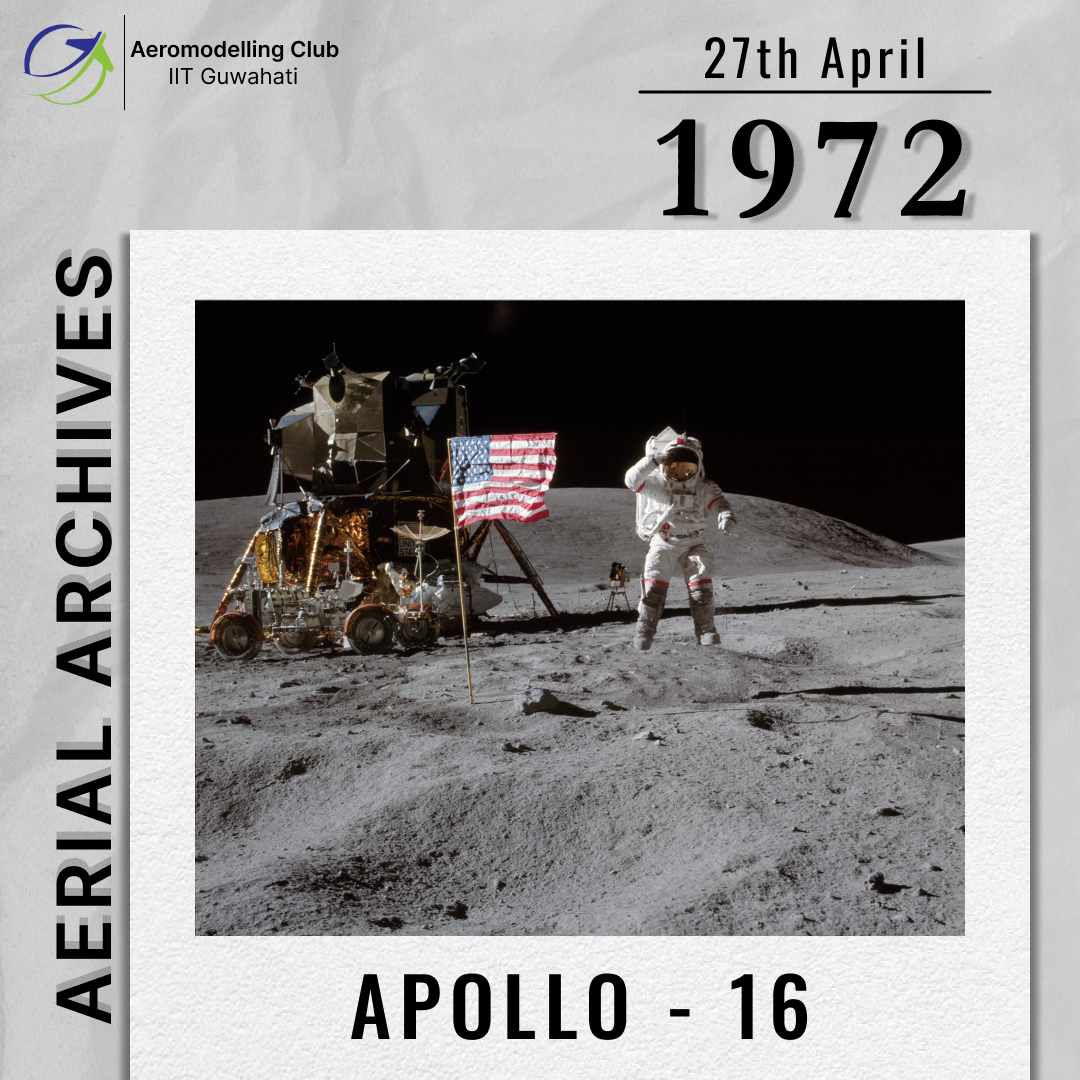 Aeromodelling Club
IIT Guwahati
27th April
1972
AERIAL ARCHIVES
APOLLO - 16